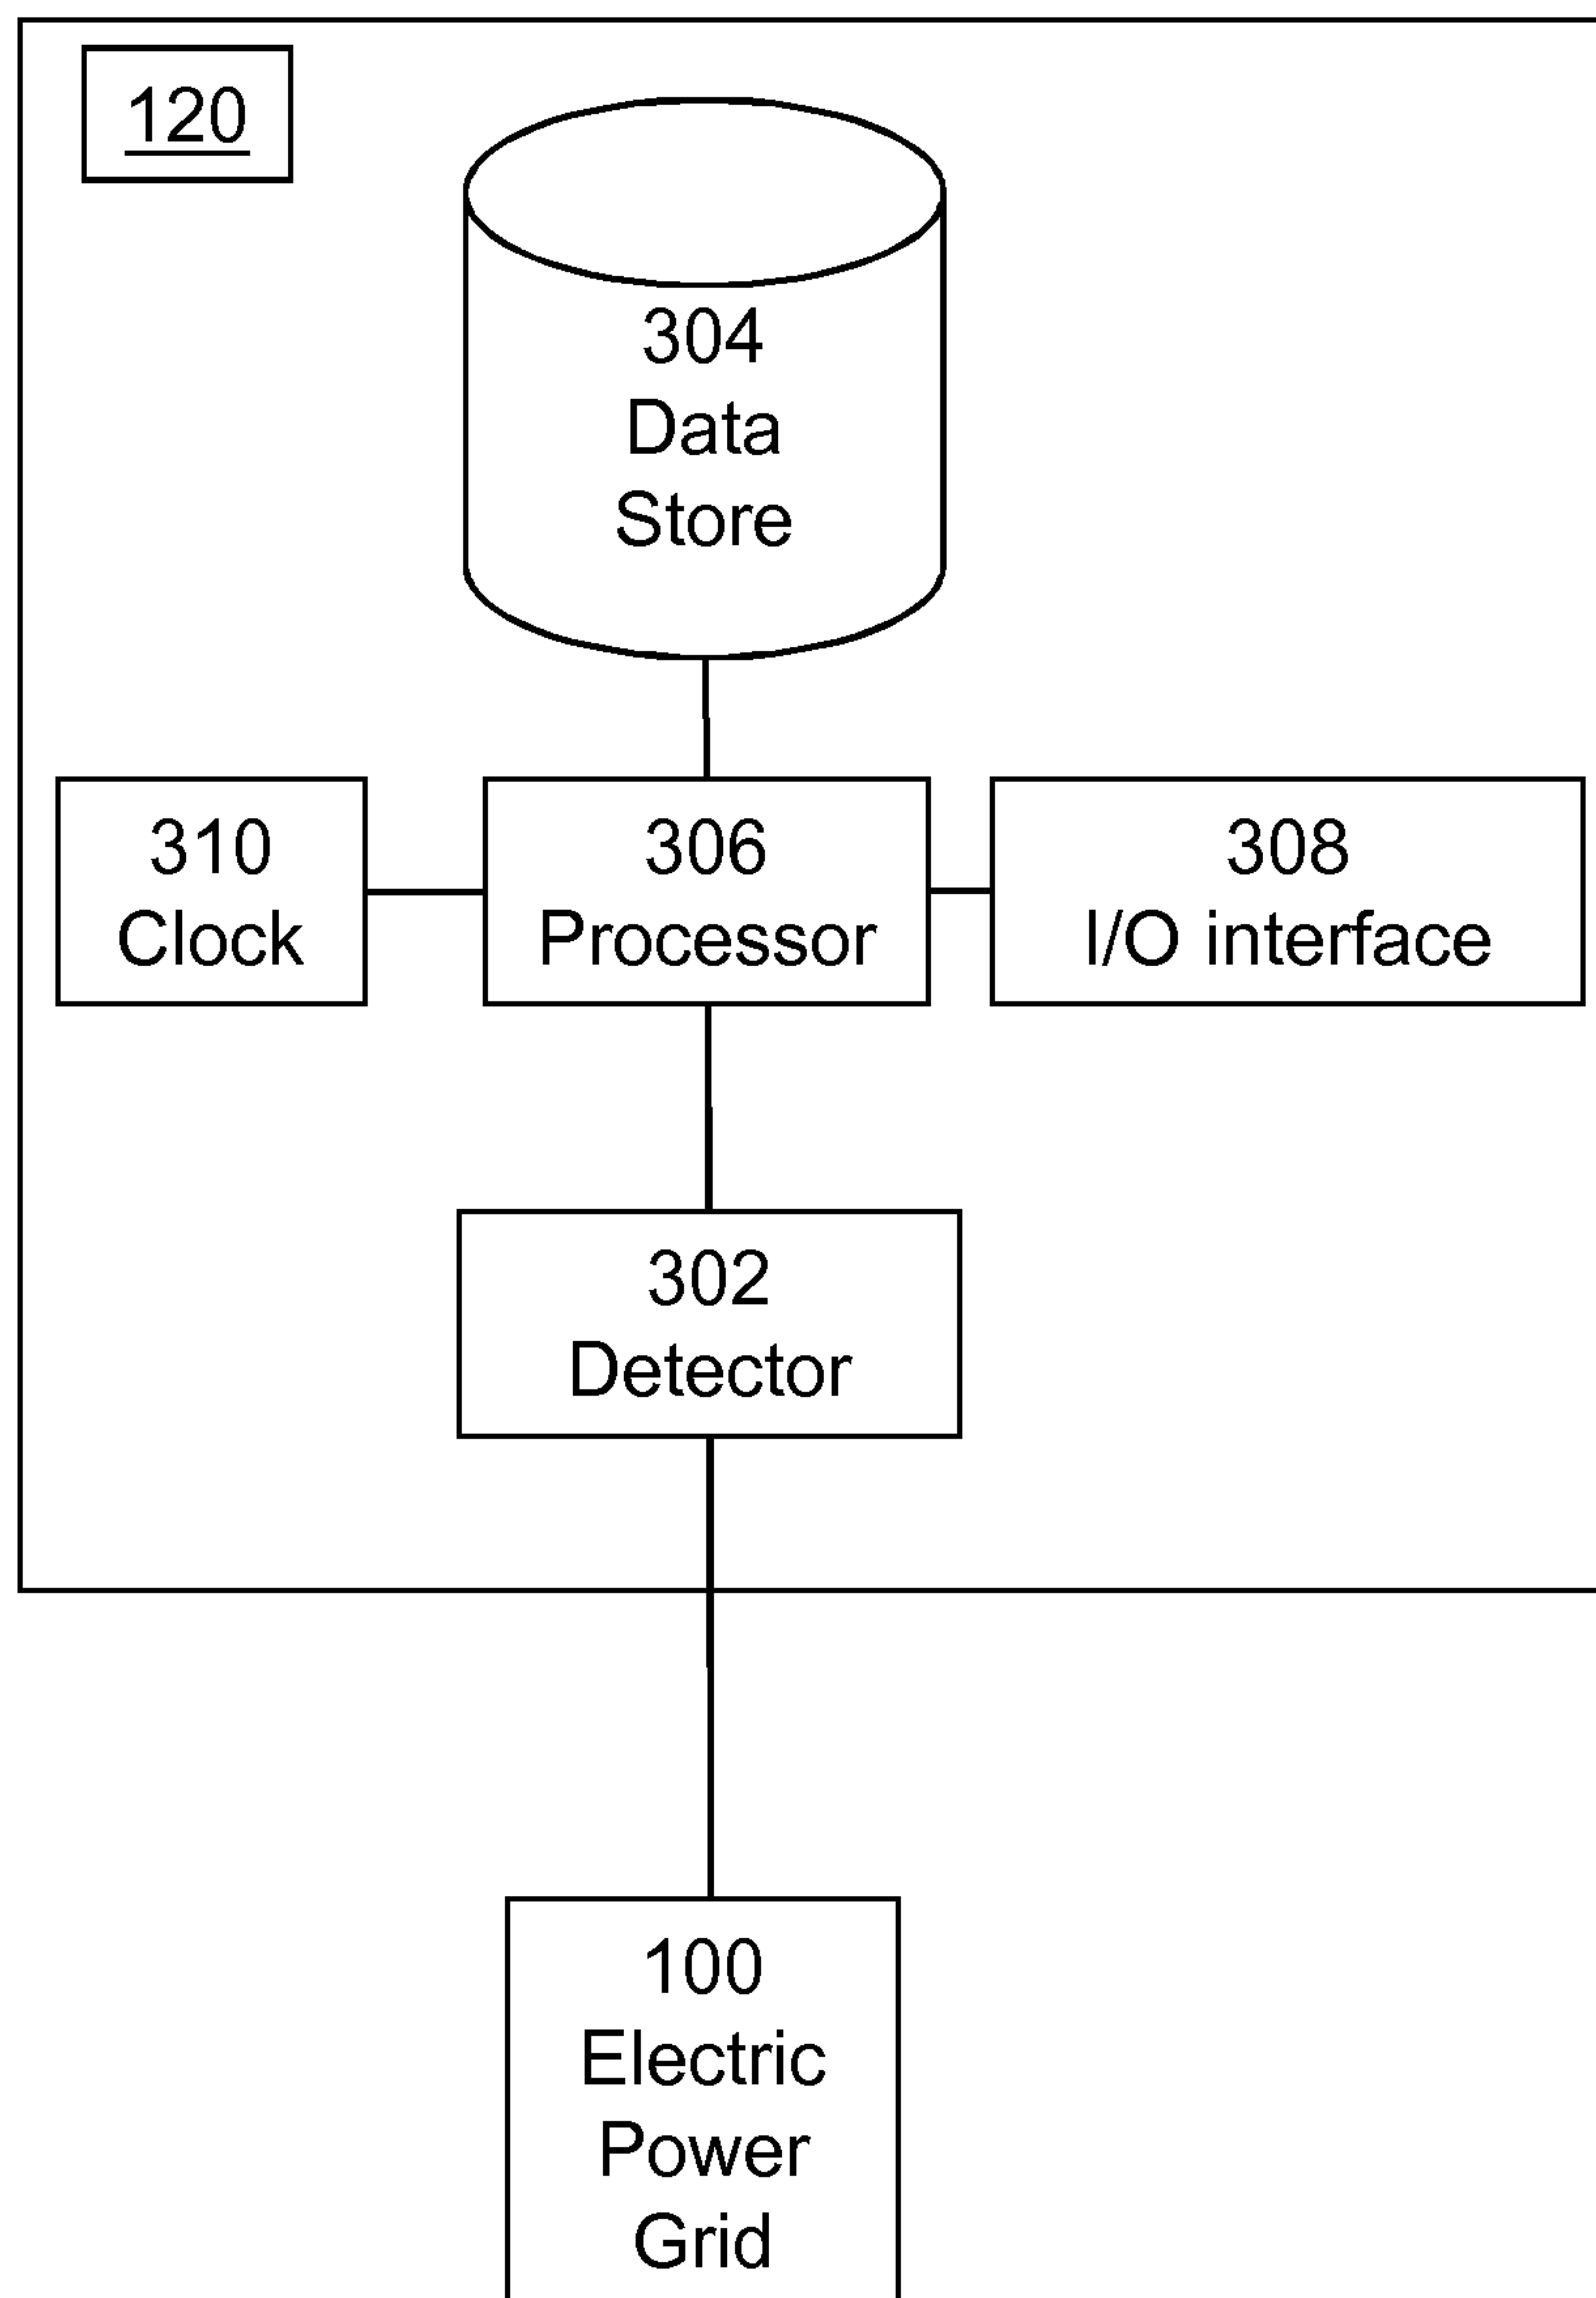 120
304
Data
Store
310
Clock
306
Processor
308
I/O interface
302
Detector
100
Electric
Power
Grid